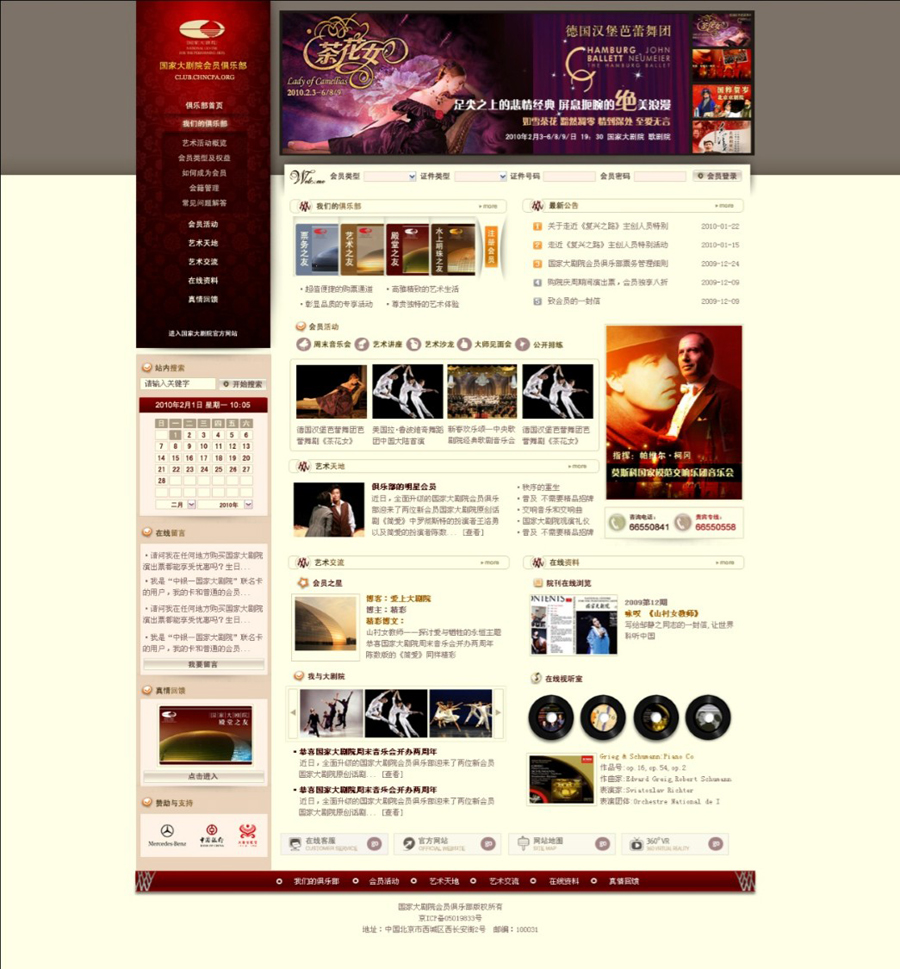 国家大剧院
国家大剧院会员俱乐部
CLUB.CHNCPA.ORG
俱乐部首页
我们的俱乐部
艺术活动概览
会员类型及权益
如何成为会员
会籍管理
常见问题解答
会员活动
艺术天地
艺术交流
在线资料
真情回馈
进入国家大剧院官方网站
茶花女
Lady of Camellias
2010.2.3-6/8/9
德国汉堡芭蕾舞团
HAMBURG JOHN
BALLETT NEUMEIER
THE HAMBURG BALLET
足尖之上的悲情经典 屏息扼腕的绝美浪漫
如雪荣花 黯然凋零 情到深处 至爱无言
2010年2月3-6/8/9/日 19：30 国家大剧院 歌剧院
Welcome 会员类型 证件类型 证件号码 会员密码 会员登录
我们的俱乐部 more
票务之友 艺术之友 殿堂之友 水上明珠之友 注册会员
·超值便捷的购票通道 ·高雅精致的艺术生活
·彰显品质的专享活动 ·尊贵独特的艺术体验
最新公告 more
1 关于走近《复兴之路》主创人员特别 2010-01-22
2 走近《复兴之路》主创人员特别活动 2010-01-15
3 国家大剧院会员俱乐部票务管理细则 2009-12-24
4 购院庆周期间演出票，会员独享八折 2009-12-09
5 致会员的一封信 2009-12-09
会员活动
周末音乐会 艺术讲座 艺术沙龙 大师见面会 公开排练
德国汉堡芭蕾舞团芭蕾舞剧《茶花女》
美国拉·鲁波维奇舞蹈团中国大陆首演
新春欢乐颂—中央歌剧院经典歌剧音乐会
德国汉堡芭蕾舞团芭蕾舞剧《茶花女》
指挥：帕维尔·柯冈
莫斯科国家模范交响乐团音乐会
咨询电话：
66550841
贵宾专线：
66550558
艺术天地 more
俱乐部的明星会员
近日，全面升级的国家大剧院会员俱乐
部迎来了两位新会员国家大剧院原创话
剧《简爱》中罗彻斯特的扮演者王洛勇
以及简爱的扮演者陈数... [查看]
·秩序的重生
·普及 不需要精品招牌
·交响音乐和交响曲
·国家大剧院观演礼仪
·普及 不需要精品招牌
站内搜索
请输入关键字 开始搜索
2010年2月1日 星期一 10:05
日 一 二 三 四 五 六
1 2 3 4 5 6
7 8 9 10 11 12 13
14 15 16 17 18 19 20
21 22 23 24 25 26 27
28
二月 2010年
在线留言
·请问我在任何地方购买国家大剧院
演出票都能享受优惠吗？生日...
·我是“中银—国家大剧院”联名卡
的用户，我的卡和普通的会员...
·请问我在任何地方购买国家大剧院
演出票都能享受优惠吗？生日...
·我是“中银—国家大剧院”联名卡
的用户，我的卡和普通的会员...
我要留言
真情回馈
殿堂之友
点击进入
赞助与支持
Mercedes-Benz
中国银行
艺术交流 more
会员之星
博客：爱上大剧院
博主：精彩
精彩博文：
山村女教师——探讨爱与牺牲的永恒主题
恭喜国家大剧院周末音乐会开办两周年
陈数版的《简爱》同样精彩
我与大剧院
·恭喜国家大剧院周末音乐会开办两周年
近日，全面升级的国家大剧院会员俱乐部迎来了两位新会员
国家大剧院原创话剧... [查看]
·恭喜国家大剧院周末音乐会开办两周年
近日，全面升级的国家大剧院会员俱乐部迎来了两位新会员
国家大剧院原创话剧... [查看]
在线资料 more
院刊在线浏览
2009第12期
咏叹 《山村女教师》
写给邹静之同志的一封信,让世界
聆听中国
在线视听室
Grieg & Schumann:Piano Co
作品号:op.16,op.54,op.2
作曲家:Edvard Greig,Robert Schumann
表演家:Sviatoslav Richter
表演团体:Orchestre National de I
在线客服
CUSTOMER SERVICE
官方网站
OFFICIAL WEBSITE
网站地图
SITE MAP
360°VR
360 VIRTUAL REALITY
我们的俱乐部 会员活动 艺术天地 艺术交流 在线资料 真情回馈
国家大剧院会员俱乐部版权所有
京ICP备05019833号
地址：中国北京市西城区西长安街2号 邮编：100031